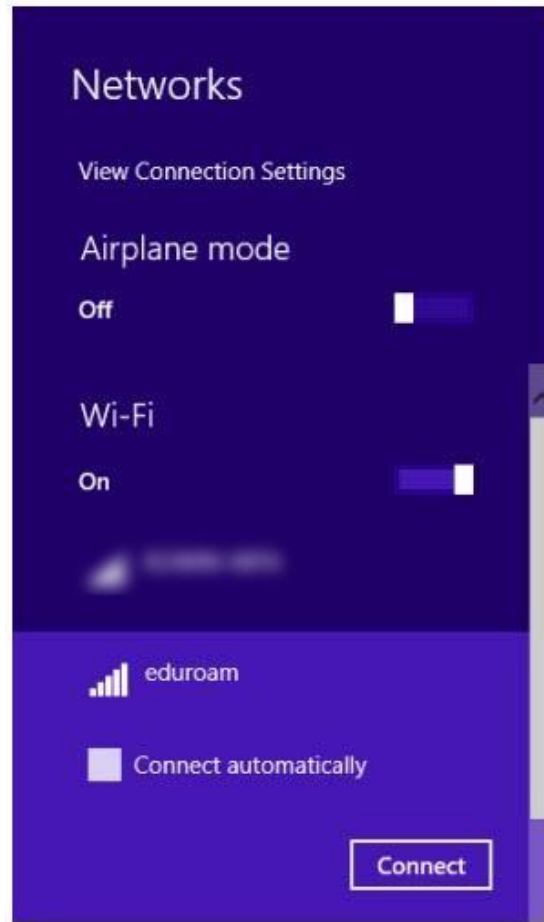 Networks
View Connection Settings
Airplane mode
Off
Wi-Fi
On
eduroam
Connect automatically
Connect